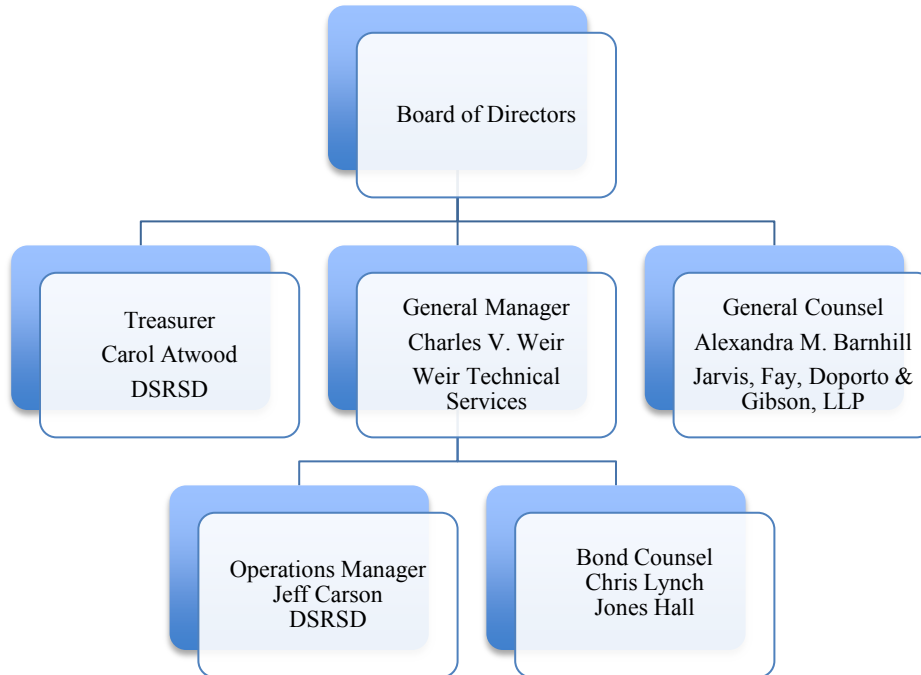 Board of Directors
Treasurer
Carol Atwood
DSRSD
General Manager
Charles V. Weir
Weir Technical
Services
General Counsel
Alexandra M. Barnhill
Jarvis, Fay, Doporto &
Gibson, LLP
Operations Manager
Jeff Carson
DSRSD
Bond Counsel
Chris Lynch
Jones Hall